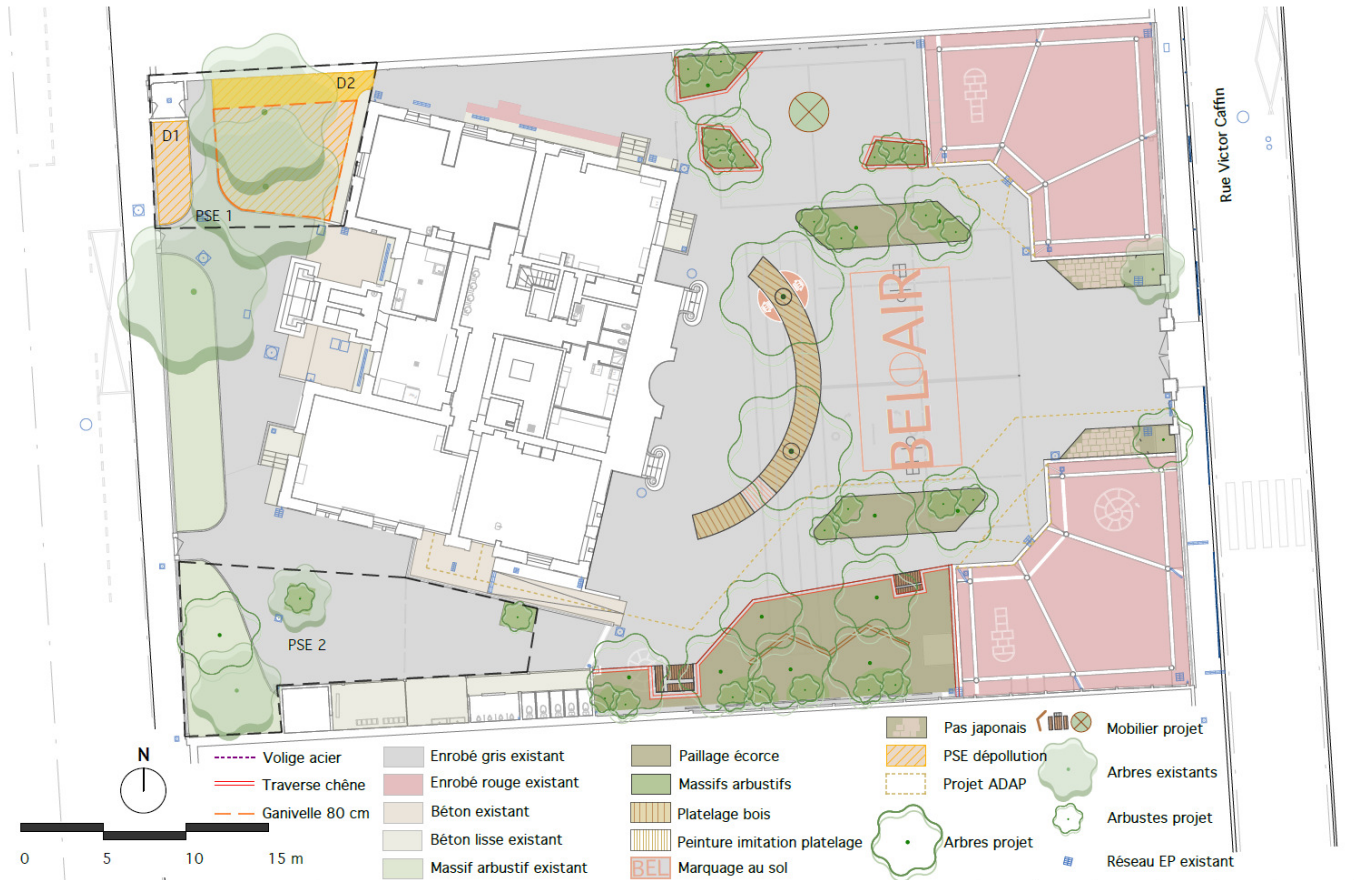 D2
D1
PSE 1
Rue Victor Caffin
BEL AIR
PSE 2
N
0 5 10 15 m
Volige acier
Traverse chêne
Ganivelle 80 cm
Enrobé gris existant
Enrobé rouge existant
Béton existant
Béton lisse existant
Massif arbustif existant
Paillage écorce
Massifs arbustifs
Platelage bois
Peinture imitation platelage
BEL Marquage au sol
Pas japonais
PSE dépollution
Projet ADAP
Arbres projet
Mobilier projet
Arbres existants
Arbustes projet
Réseau EP existant